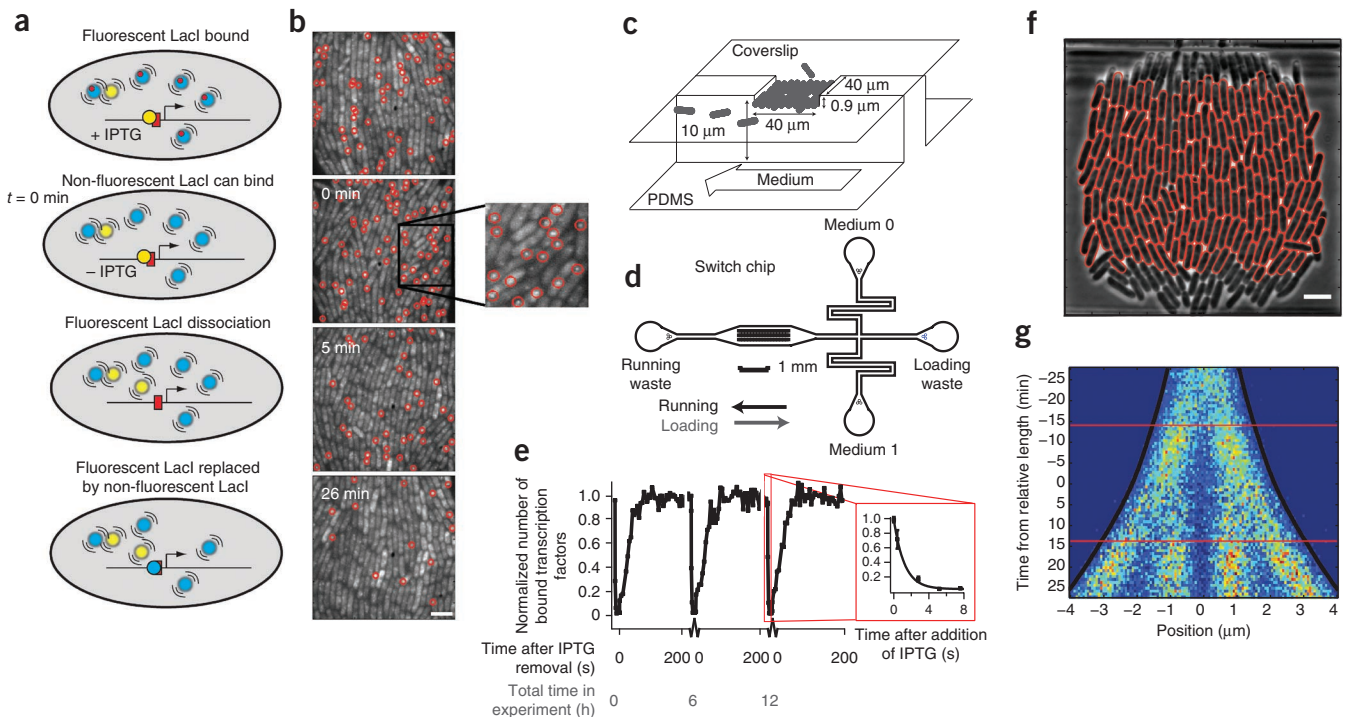 a
Fluorescent LacI bound
+ IPTG
Non-fluorescent LacI can bind
t = 0 min
– IPTG
Fluorescent LacI dissociation
Fluorescent LacI replaced
by non-fluorescent LacI
b
0 min
5 min
26 min
c
Coverslip
40 μm
0.9 μm
40 μm
10 μm
Medium
PDMS
d
Switch chip
Medium 0
Running
waste
1 mm
Loading
waste
Running
Loading
Medium 1
e
Normalized number of
bound transcription
factors
1.0
0.8
0.6
0.4
0.2
0
1.0
0.8
0.6
0.4
0.2
0 4 8
Time after addition
of IPTG (s)
Time after IPTG
removal (s)
0 200 0 200 0 200
Total time in
experiment (h)
0 6 12
f
g
Time from relative length (min)
–25
–20
–15
–10
–5
0
5
10
15
20
25
–4 –3 –2 –1 0 1 2 3 4
Position (μm)